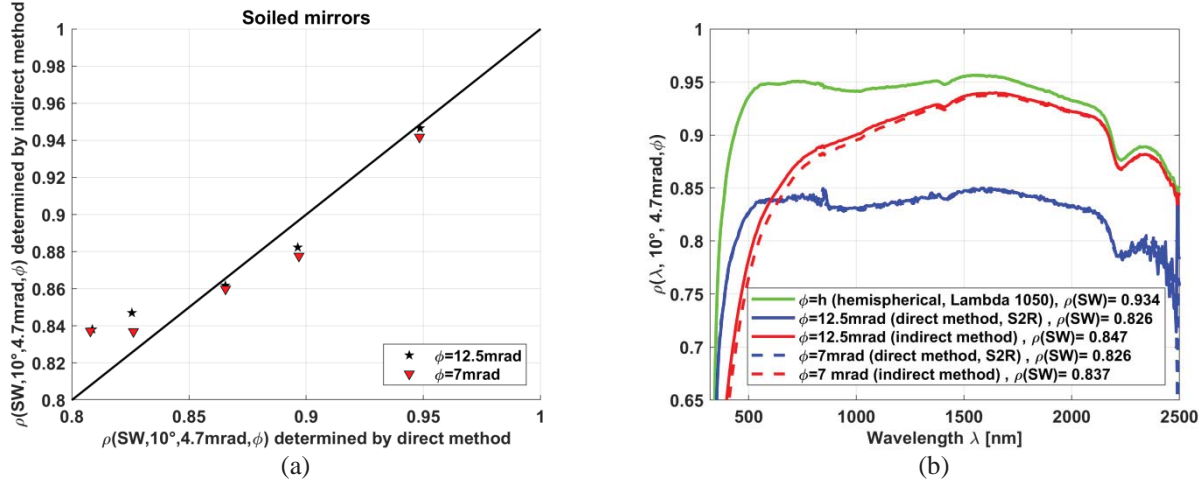 Soiled mirrors
ρ(SW,10°,4.7mrad,ϕ) determined by indirect method
1
0.98
0.96
0.94
0.92
0.9
0.88
0.86
0.84
0.82
0.8
0.8
0.85
0.9
0.95
1
ϕ=12.5mrad
ϕ=7mrad
ρ(SW,10°,4.7mrad,ϕ) determined by direct method
(a)
ρ(λ, 10°, 4.7mrad,ϕ)
1
0.95
0.9
0.85
0.8
0.75
0.7
0.65
ϕ=h (hemispherical, Lambda 1050), ρ(SW)= 0.934
ϕ=12.5mrad (direct method, S2R) , ρ(SW)= 0.826
ϕ=12.5mrad (indirect method) , ρ(SW)= 0.847
ϕ=7mrad (direct method, S2R) , ρ(SW)= 0.826
ϕ=7 mrad (indirect method) , ρ(SW)= 0.837
500
1000
1500
2000
2500
Wavelength λ [nm]
(b)